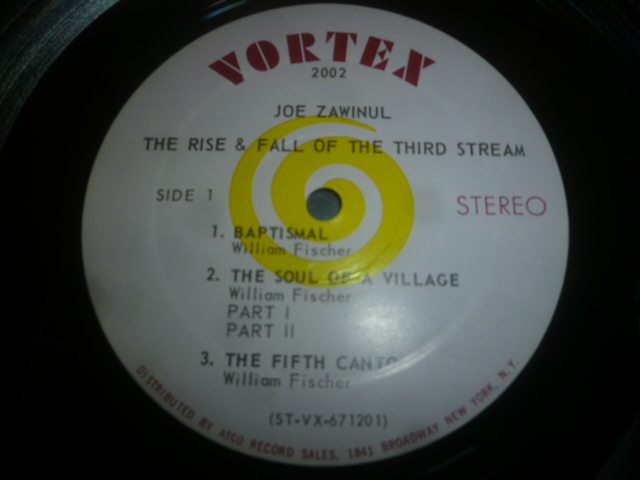 VORTEX
2002
JOE ZAWINUL
THE RISE & FALL OF THE THIRD STREAM
SIDE 1
STEREO
1. BAPTISMAL
William Fischer
2. THE SOUL OF A VILLAGE
William Fischer
PART I
PART II
3. THE FIFTH CANTO
William Fischer
(ST-VX-671201)
DISTRIBUTED BY ATCO RECORD SALES, 1841 BROADWAY NEW YORK, N.Y.